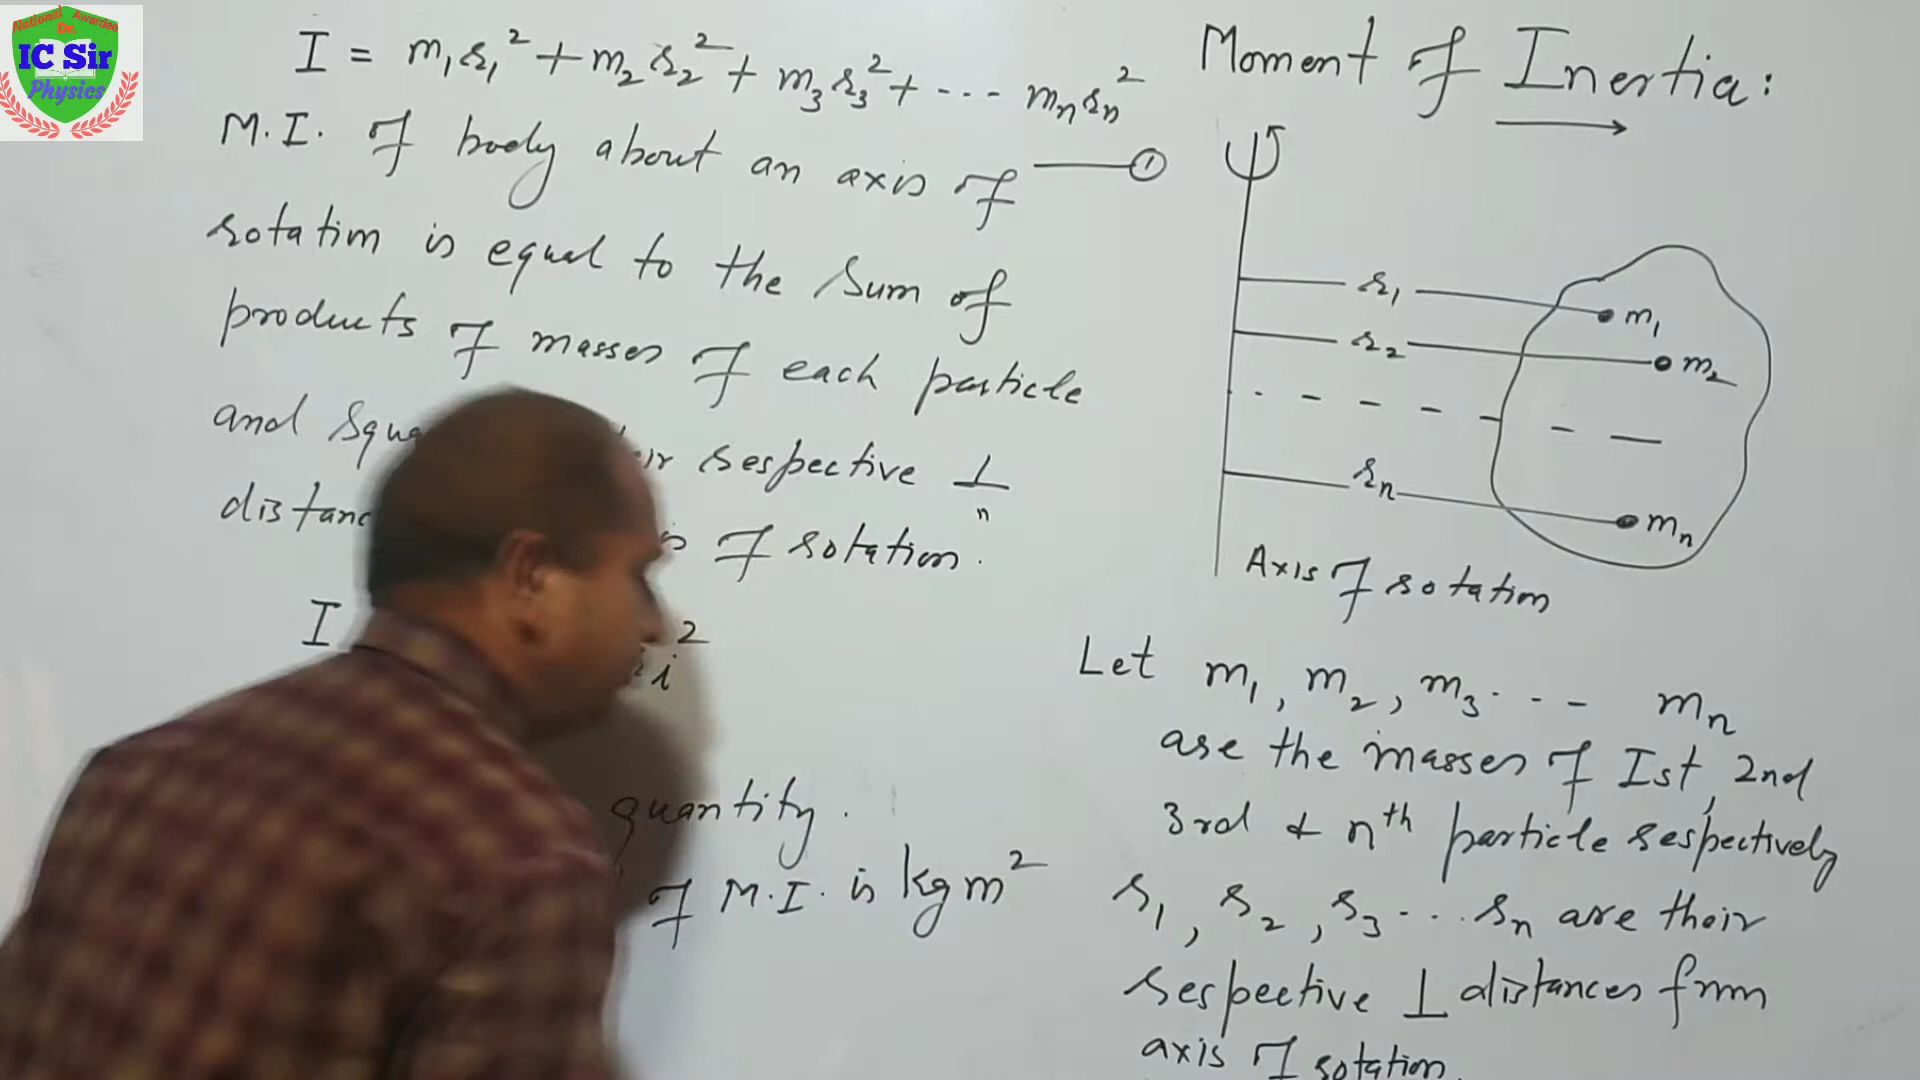 National Awardee
Dr.
IC Sir
Physics
Moment of Inertia:
I = m₁r₁² + m₂r₂² + m₃r₃² + --- mₙrₙ²
①
M.I. of body about an axis of
rotation is equal to the sum of
products of masses of each particle
and respective ⊥
of rotation.
I
i²
quantity.
of M.I. is kg m²
r₁ m₁
r₂ m₂
rₙ mₙ
Axis of rotation
Let m₁, m₂, m₃ --- mₙ
are the masses of Ist, 2nd
3rd & nᵗʰ particle respectively
r₁, r₂, r₃ --- rₙ are their
respective ⊥ distances from
axis of rotation.